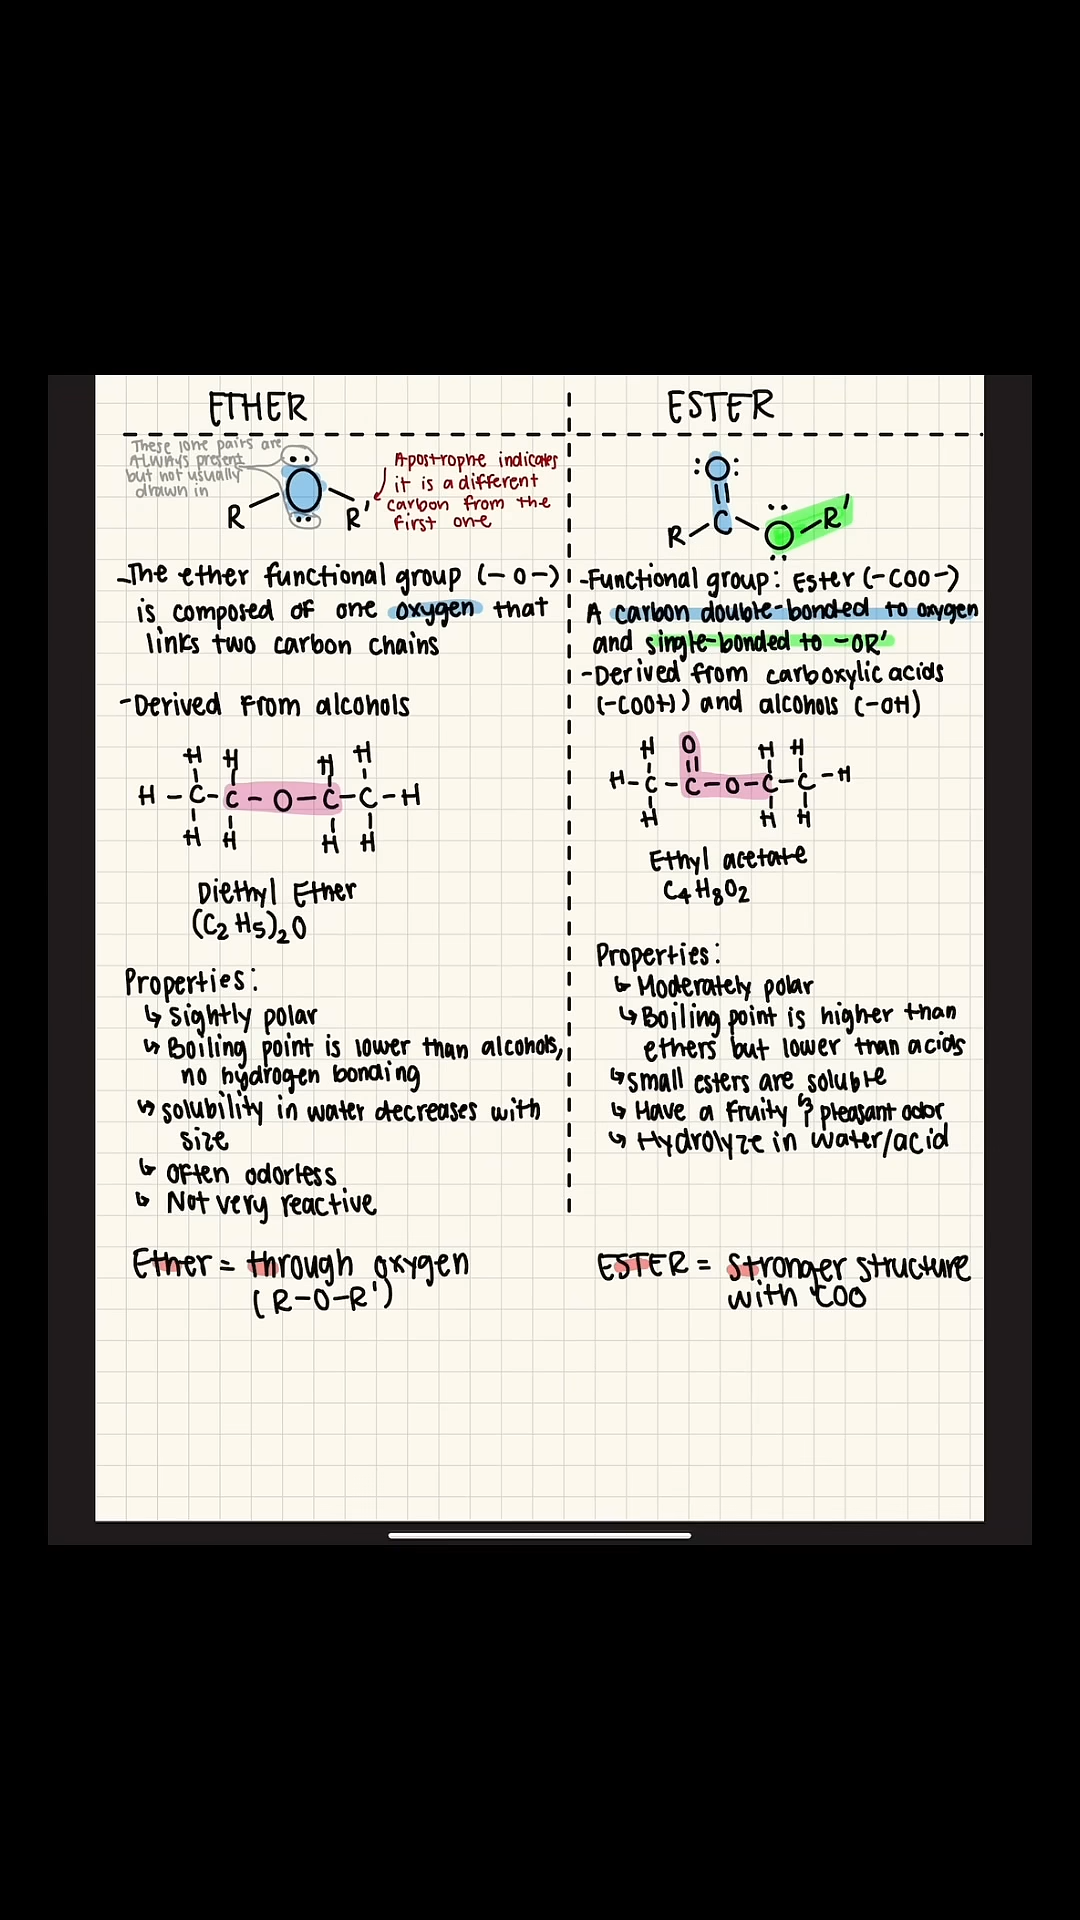 ETHER
These lone pairs are
ALWAYS present
but not usually
drawn in
O
R
R'
Apostrophe indicates
it is a different
carbon from the
first one
-The ether functional group (-O-)
is composed of one oxygen that
links two carbon chains
-Derived from alcohols
H H H H
H-C-C-O-C-C-H
H H H H
Diethyl Ether
(C2H5)2O
Properties:
↳ Sightly polar
↳ Boiling point is lower than alcohols,
no hydrogen bonding
↳ solubility in water decreases with
size
↳ often odorless
↳ Not very reactive
Ether = through oxygen
(R-O-R')
ESTER
:O:
R C O R'
-Functional group: Ester (-COO-)
A carbon double-bonded to oxygen
and single-bonded to -OR'
-Derived from carboxylic acids
(-COOH) and alcohols (-OH)
H O H H
H-C-C-O-C-C-H
H H H
Ethyl acetate
C4H8O2
Properties:
↳ Moderately polar
↳ Boiling point is higher than
ethers but lower than acids
↳ small esters are soluble
↳ Have a fruity & pleasant odor
↳ Hydrolyze in water/acid
ESTER = Stronger structure
with COO